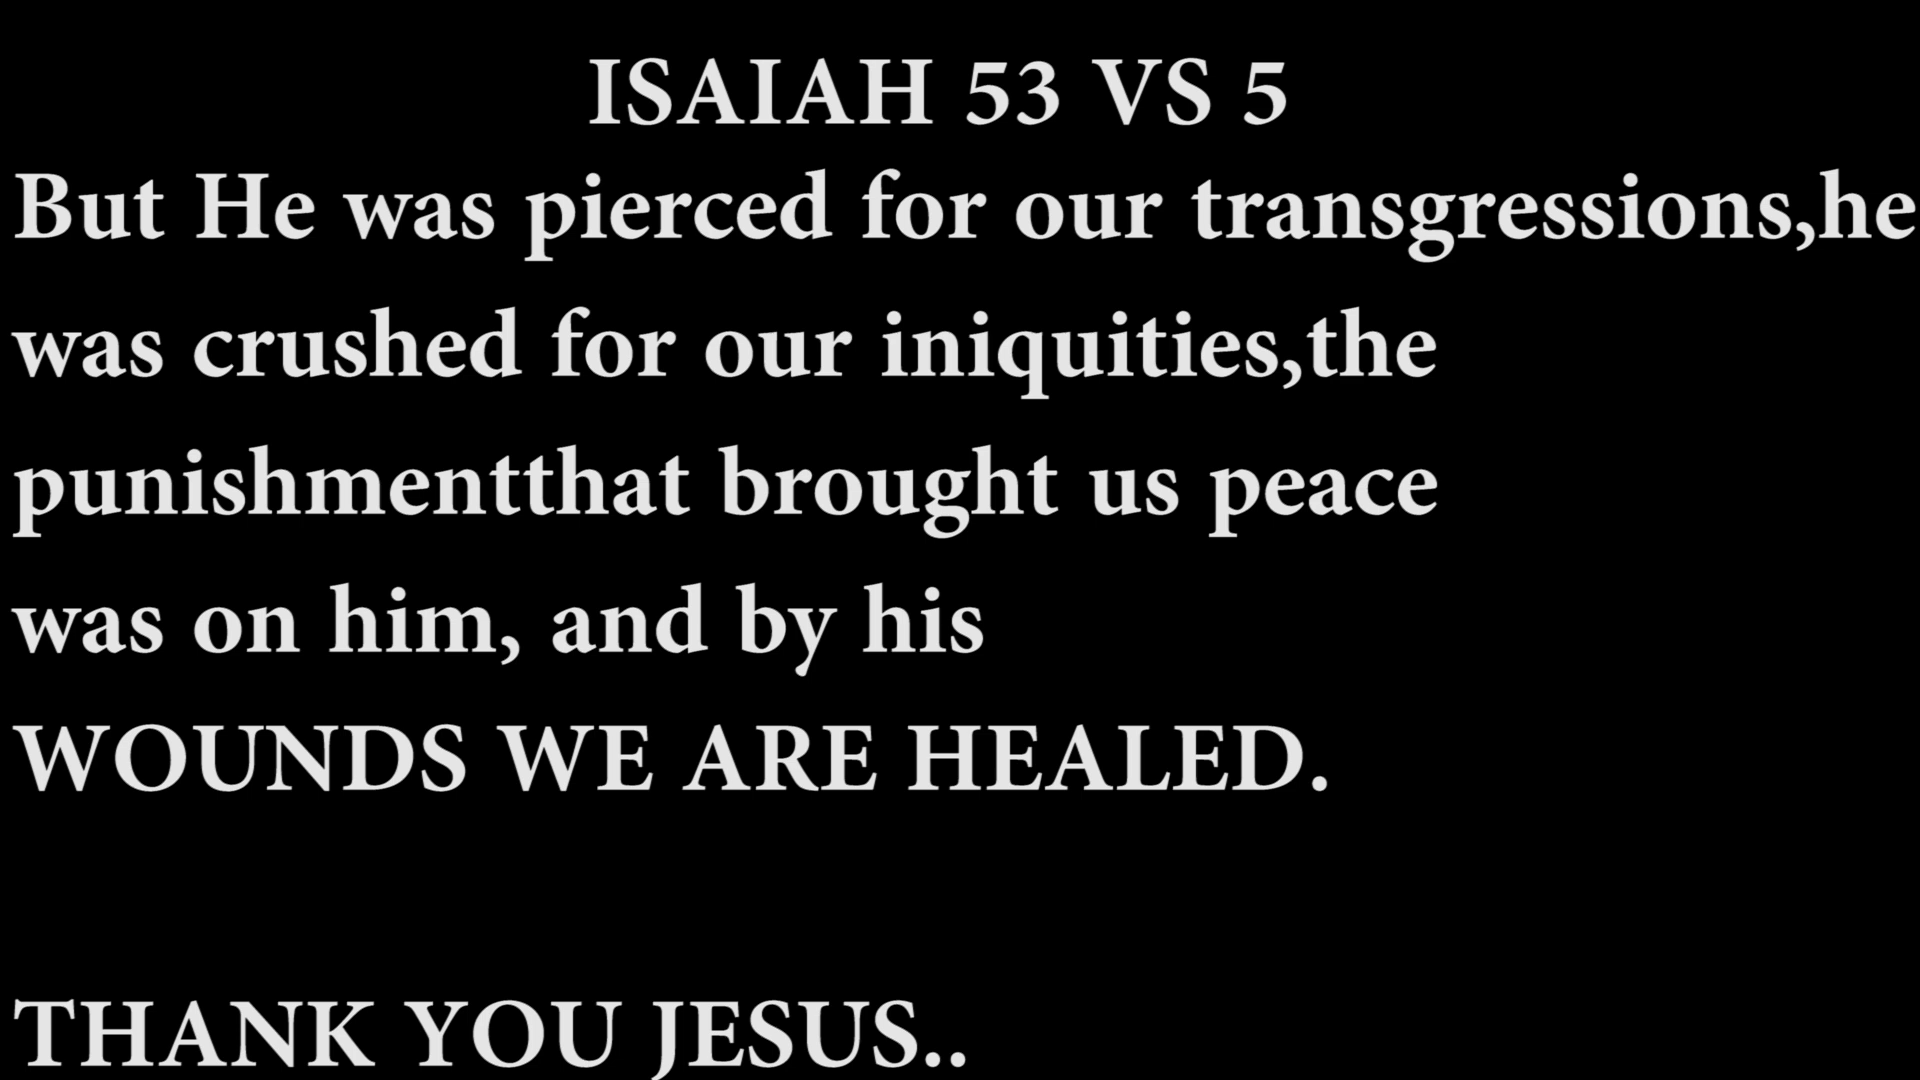 ISAIAH 53 VS 5
But He was pierced for our transgressions,he
was crushed for our iniquities,the
punishmentthat brought us peace
was on him, and by his
WOUNDS WE ARE HEALED.
THANK YOU JESUS..